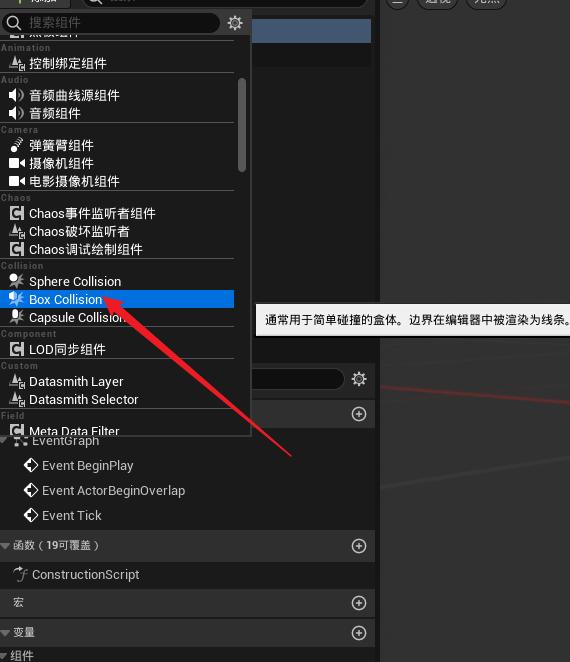 搜索组件
Animation
控制绑定组件
Audio
音频曲线源组件
音频组件
Camera
弹簧臂组件
摄像机组件
电影摄像机组件
Chaos
Chaos事件监听者组件
Chaos破坏监听者
Chaos调试绘制组件
Collision
Sphere Collision
Box Collision
通常用于简单碰撞的盒体。边界在编辑器中被渲染为线条。
Capsule Collision
Component
LOD同步组件
Custom
Datasmith Layer
Datasmith Selector
Field
Meta Data Filter
EventGraph
Event BeginPlay
Event ActorBeginOverlap
Event Tick
函数（19可覆盖）
ConstructionScript
宏
变量
组件